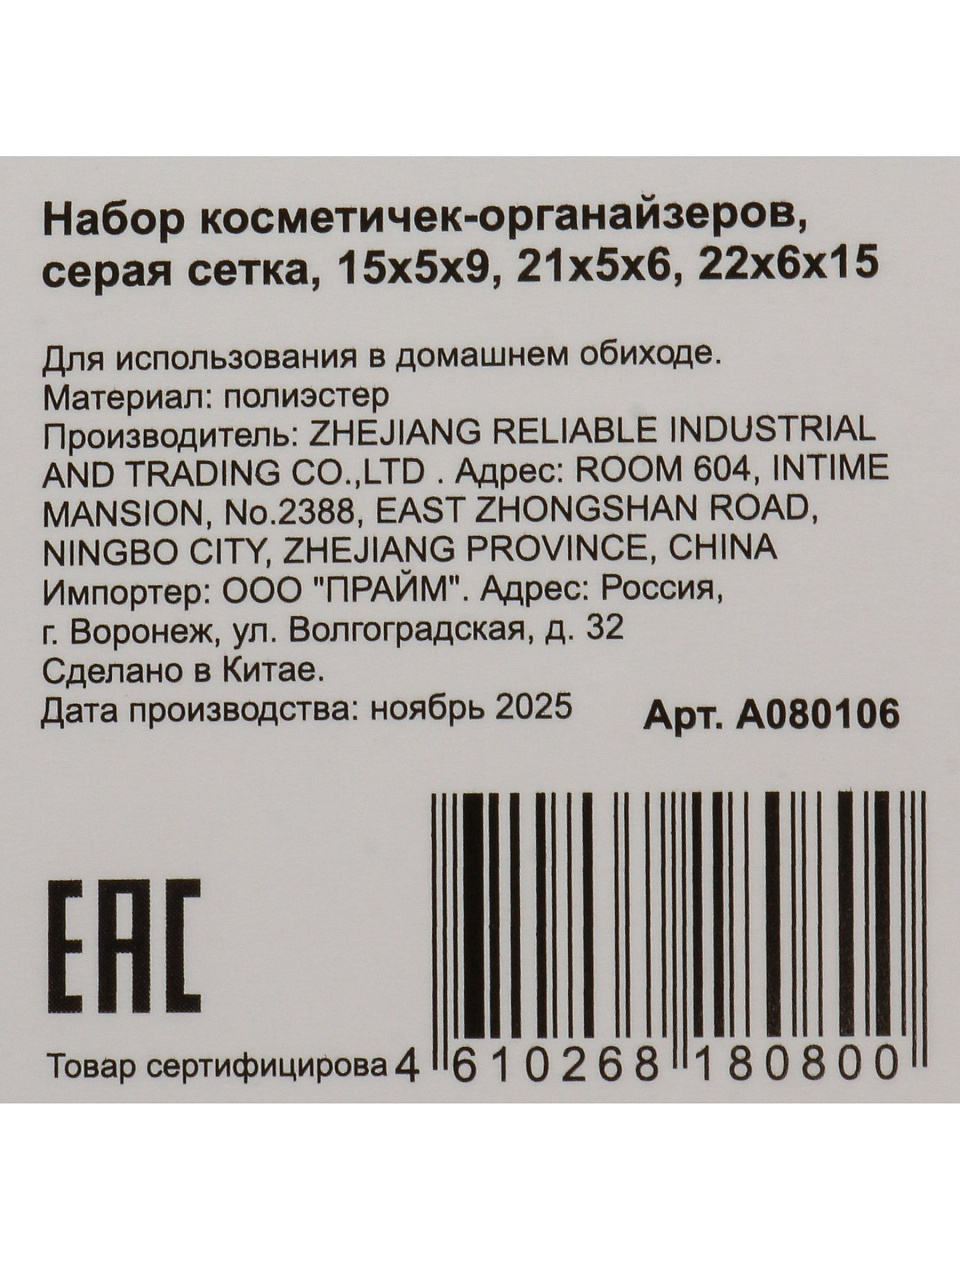 Набор косметичек-органайзеров,
серая сетка, 15х5х9, 21х5х6, 22х6х15
Для использования в домашнем обиходе.
Материал: полиэстер
Производитель: ZHEJIANG RELIABLE INDUSTRIAL
AND TRADING CO.,LTD . Адрес: ROOM 604, INTIME
MANSION, No.2388, EAST ZHONGSHAN ROAD,
NINGBO CITY, ZHEJIANG PROVINCE, CHINA
Импортер: ООО "ПРАЙМ". Адрес: Россия,
г. Воронеж, ул. Волгоградская, д. 32
Сделано в Китае.
Дата производства: ноябрь 2025
Арт. А080106
ЕАС
Товар сертифицирова
4 610268 180800